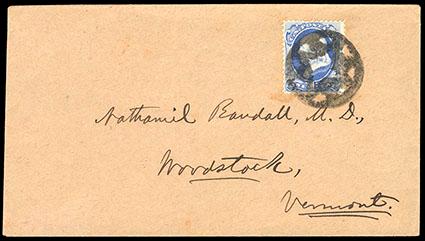 Nathaniel Randall, M. D.,
Woodstock,
Vermont.